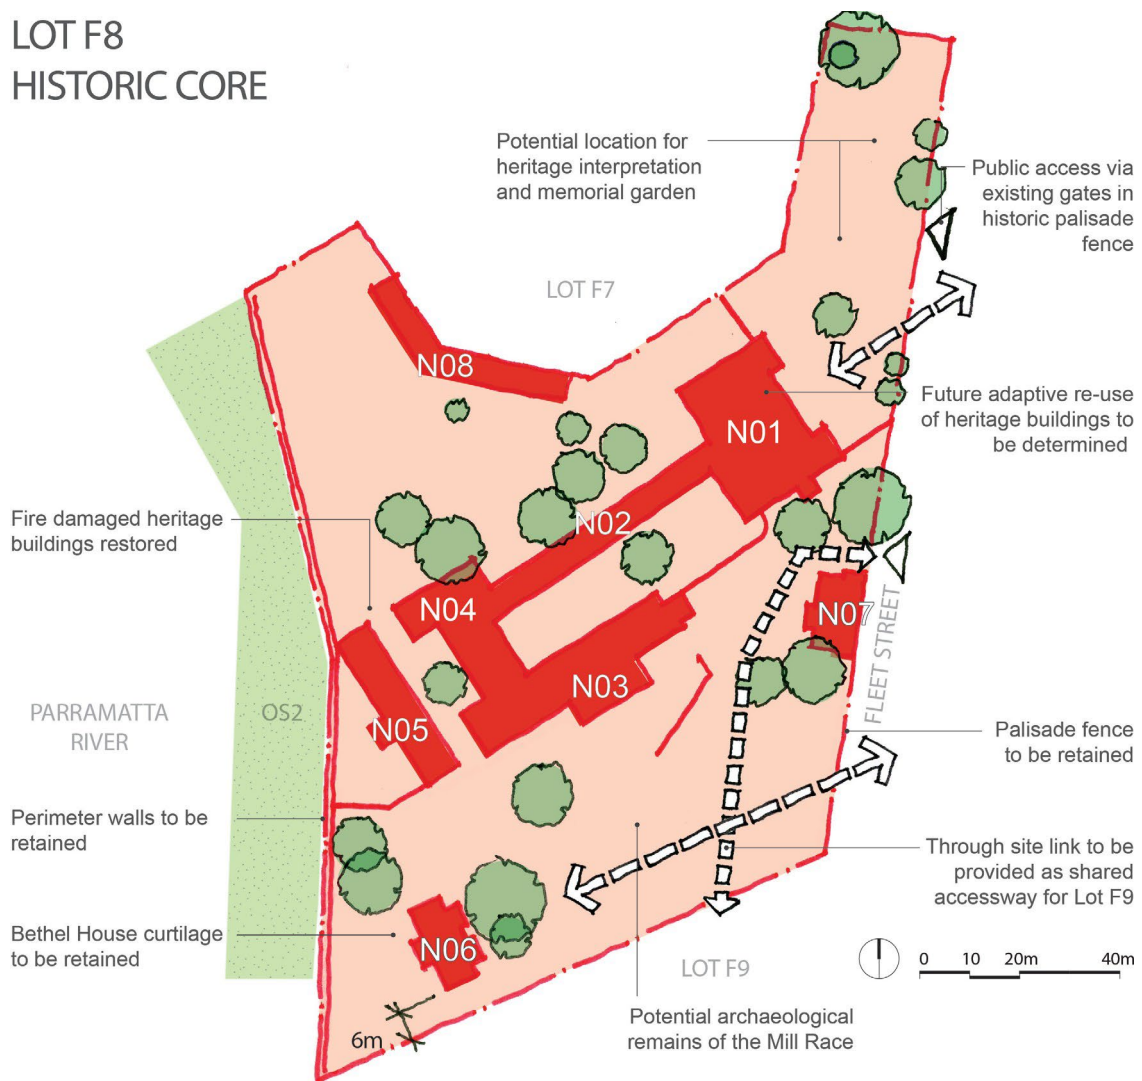 LOT F8
HISTORIC CORE
Potential location for
heritage interpretation
and memorial garden
Public access via
existing gates in
historic palisade
fence
LOT F7
N08
N01
Future adaptive re-use
of heritage buildings to
be determined
Fire damaged heritage
buildings restored
N02
N04
N07
N03
FLEET STREET
PARRAMATTA
RIVER
OS2
N05
Palisade fence
to be retained
Perimeter walls to be
retained
Through site link to be
provided as shared
accessway for Lot F9
Bethel House curtilage
to be retained
N06
LOT F9
0 10 20m 40m
Potential archaeological
remains of the Mill Race
6m